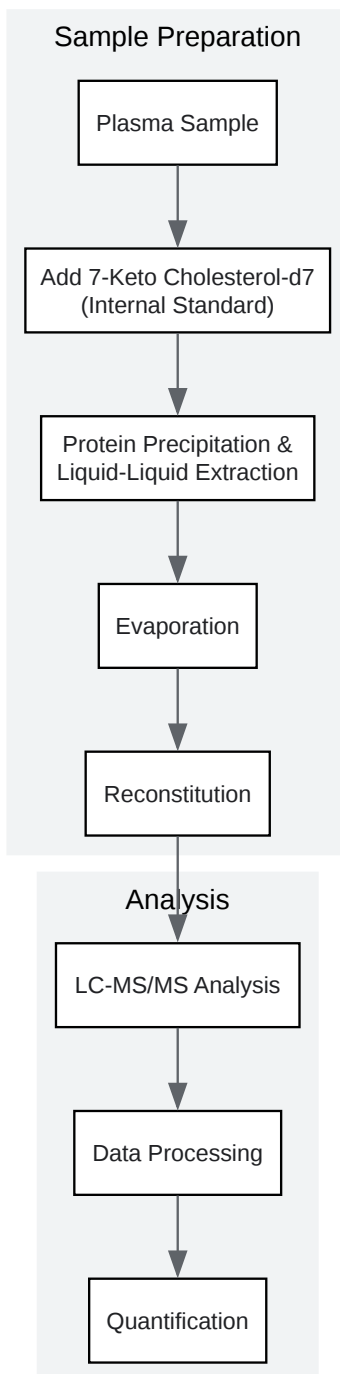 Sample Preparation
Plasma Sample
Add 7-Keto Cholesterol-d7
(Internal Standard)
Protein Precipitation &
Liquid-Liquid Extraction
Evaporation
Reconstitution
Analysis
LC-MS/MS Analysis
Data Processing
Quantification